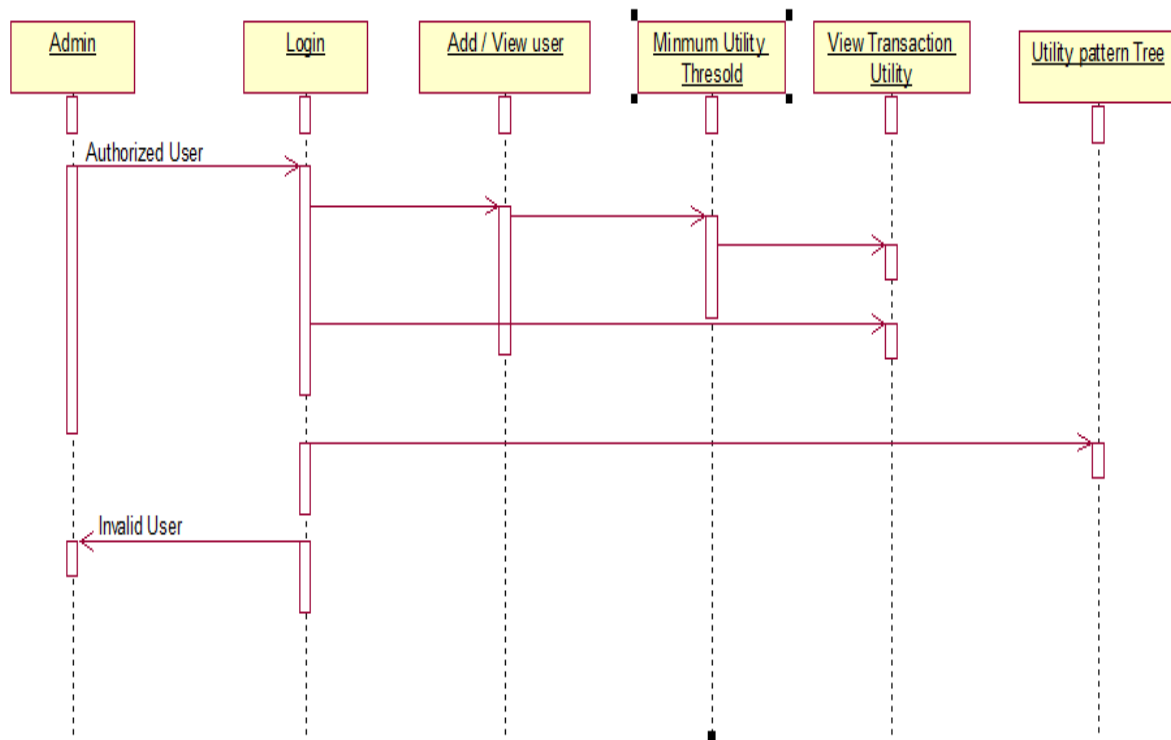 Admin
Login
Add / View user
Minmum Utility
Thresold
View Transaction
Utility
Utility pattern Tree
Authorized User
Invalid User